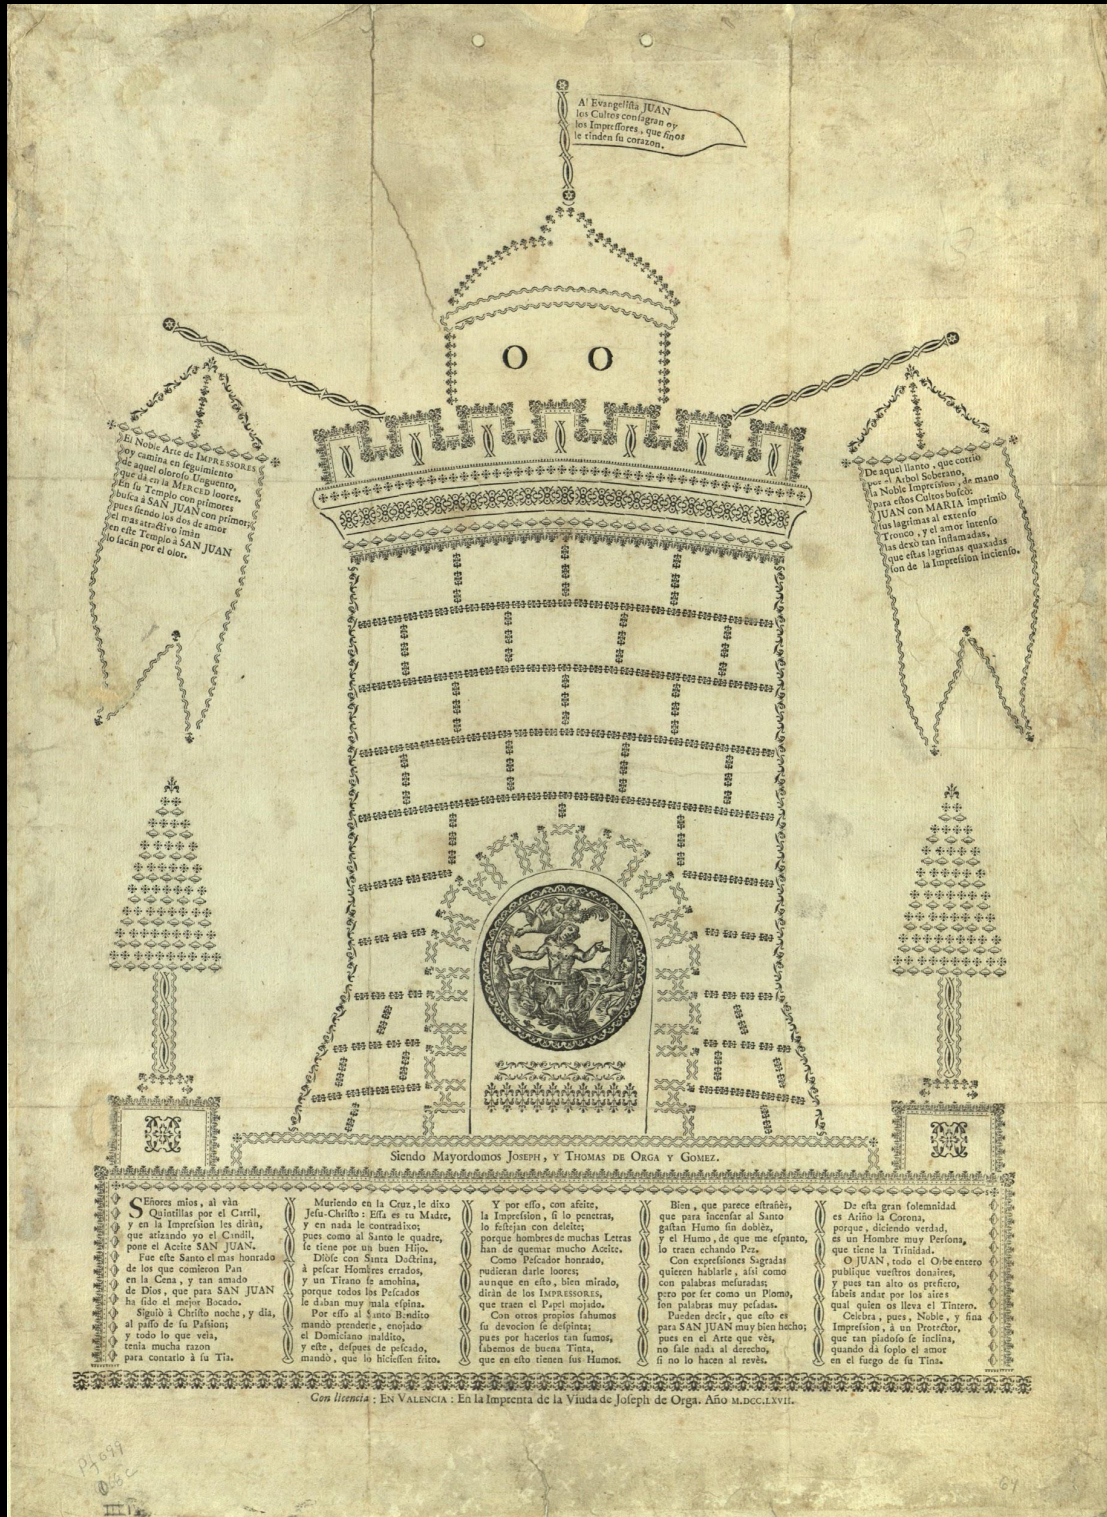 Al Evangelista JUAN
los Cultos consagran oy
los Impressores, que finos
le rinden su corazon.
El Noble Arte de IMPRESSORES
oy camina en seguimiento
de aquel oloroso Unguento,
que dà en la MERCED loores.
En su Templo con primores
busca à SAN JUAN con primor;
pues siendo los dos de amor
el mas atractivo imàn
en este Templo à SAN JUAN
lo sacàn por el olor.
De aquel llanto, que corriò
por el Arbol Soberano,
la Noble Impression, de mano
para estos Cultos buscò:
JUAN con MARIA imprimiò
sus lagrimas al extenso
Tronco, y el amor intenso
las dexò tan inflamadas,
que estas lagrimas quaxadas
son de la Impression incienso.
O O
Siendo Mayordomos JOSEPH, Y THOMAS DE ORGA Y GOMEZ.
SEñores mios, al vàn
Quintillas por el Carril,
y en la Impression les diràn,
que atizando yo el Candil,
pone el Aceite SAN JUAN.
Fue este Santo el mas honrado
de los que comieron Pan
en la Cena, y tan amado
de Dios, que para SAN JUAN
ha sido el mejor Bocado.
Siguiò à Christo noche, y dia,
al passo de su Passion;
y todo lo que veìa,
tenia mucha razon
para contarlo à su Tia.
Muriendo en la Cruz, le dixo
Jesu-Christo: Essa es tu Madre,
y en nada le contradixo;
pues como al Santo le quadre,
se tiene por un buen Hijo.
Diòse con Santa Doctrina,
à pescar Hombres errados,
y un Tirano se amohina,
porque todos los Pescados
le daban muy mala espina.
Por esso al Santo Bendito
mandò prenderle, enojado
el Domiciano maldito,
y este, despues de pescado,
mandò, que lo hiciessen frito.
Y por esso, con afeite,
la Impression, si lo penetras,
lo festejan con deleite;
porque hombres de muchas Letras
han de quemar mucho Aceite.
Como Pescador honrado,
pudieran darle loores;
aunque en esto, bien mirado,
diràn de los IMPRESSORES,
que traen el Papel mojado.
Con otros propios sahumos
su devocion se despinta;
pues por hacerlos tan sumos,
sabemos de buena Tinta,
que en esto tienen sus Humos.
Bien, que parece estrañès,
que para incensar al Santo
gastan Humo sin doblèz,
y el Humo, de que me espanto,
lo traen echando Pez.
Con expressiones Sagradas
quieren hablarle, assi como
con palabras mesuradas;
pero por ser como un Plomo,
son palabras muy pesadas.
Pueden decir, que esto es
para SAN JUAN muy bien hecho;
pues en el Arte que vès,
no sale nada al derecho,
si no lo hacen al revès.
De esta gran solemnidad
es Ariño la Corona,
porque, diciendo verdad,
es un Hombre muy Persona,
que tiene la Trinidad.
O JUAN, todo el Orbe entero
publique vuestros donaires,
y pues tan alto os prefiero,
sabeis andar por los aires
qual quien os lleva el Tintero.
Celebra, pues, Noble, y fina
Impression, à un Protector,
que tan piadoso se inclina,
quando dà soplo el amor
en el fuego de su Tina.
Con licencia: EN VALENCIA: En la Imprenta de la Viuda de Joseph de Orga. Año M.DCC.LXVII.
64